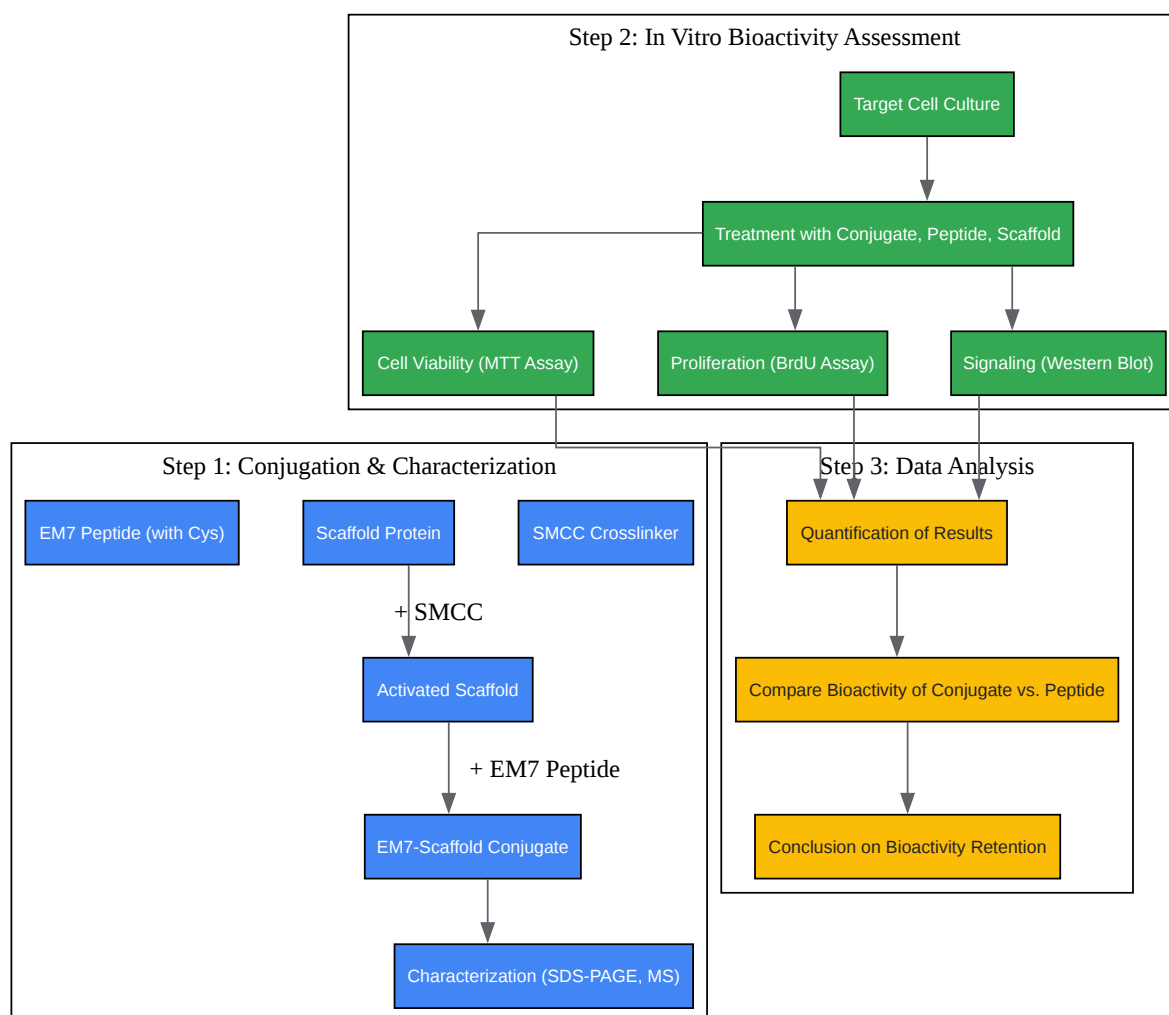 Step 2: In Vitro Bioactivity Assessment
Target Cell Culture
Treatment with Conjugate, Peptide, Scaffold
Cell Viability (MTT Assay)
Proliferation (BrdU Assay)
Signaling (Western Blot)
Step 1: Conjugation & Characterization
EM7 Peptide (with Cys)
Scaffold Protein
SMCC Crosslinker
+ SMCC
Activated Scaffold
+ EM7 Peptide
EM7-Scaffold Conjugate
Characterization (SDS-PAGE, MS)
Step 3: Data Analysis
Quantification of Results
Compare Bioactivity of Conjugate vs. Peptide
Conclusion on Bioactivity Retention